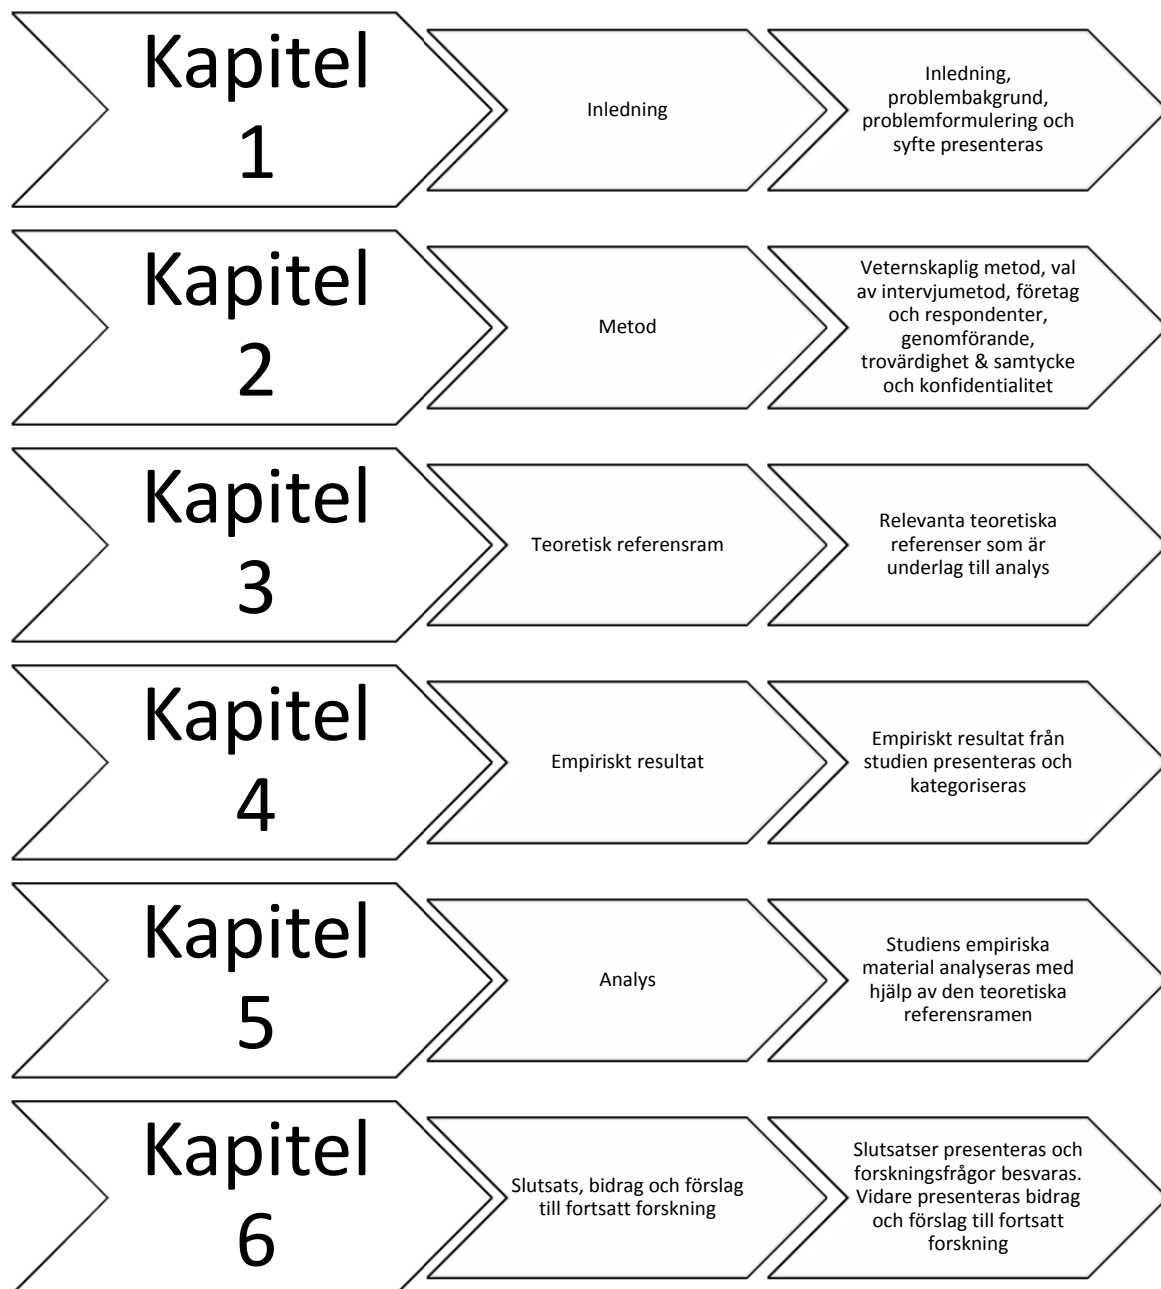 Kapitel
1
Inledning
Inledning,
problembakgrund,
problemformulering och
syfte presenteras
Kapitel
2
Metod
Veternskaplig metod, val
av intervjumetod, företag
och respondenter,
genomförande,
trovärdighet & samtycke
och konfidentialitet
Kapitel
3
Teoretisk referensram
Relevanta teoretiska
referenser som är
underlag till analys
Kapitel
4
Empiriskt resultat
Empiriskt resultat från
studien presenteras och
kategoriseras
Kapitel
5
Analys
Studiens empiriska
material analyseras med
hjälp av den teoretiska
referensramen
Kapitel
6
Slutsats, bidrag och förslag
till fortsatt forskning
Slutsatser presenteras och
forskningsfrågor besvaras.
Vidare presenteras bidrag
och förslag till fortsatt
forskning